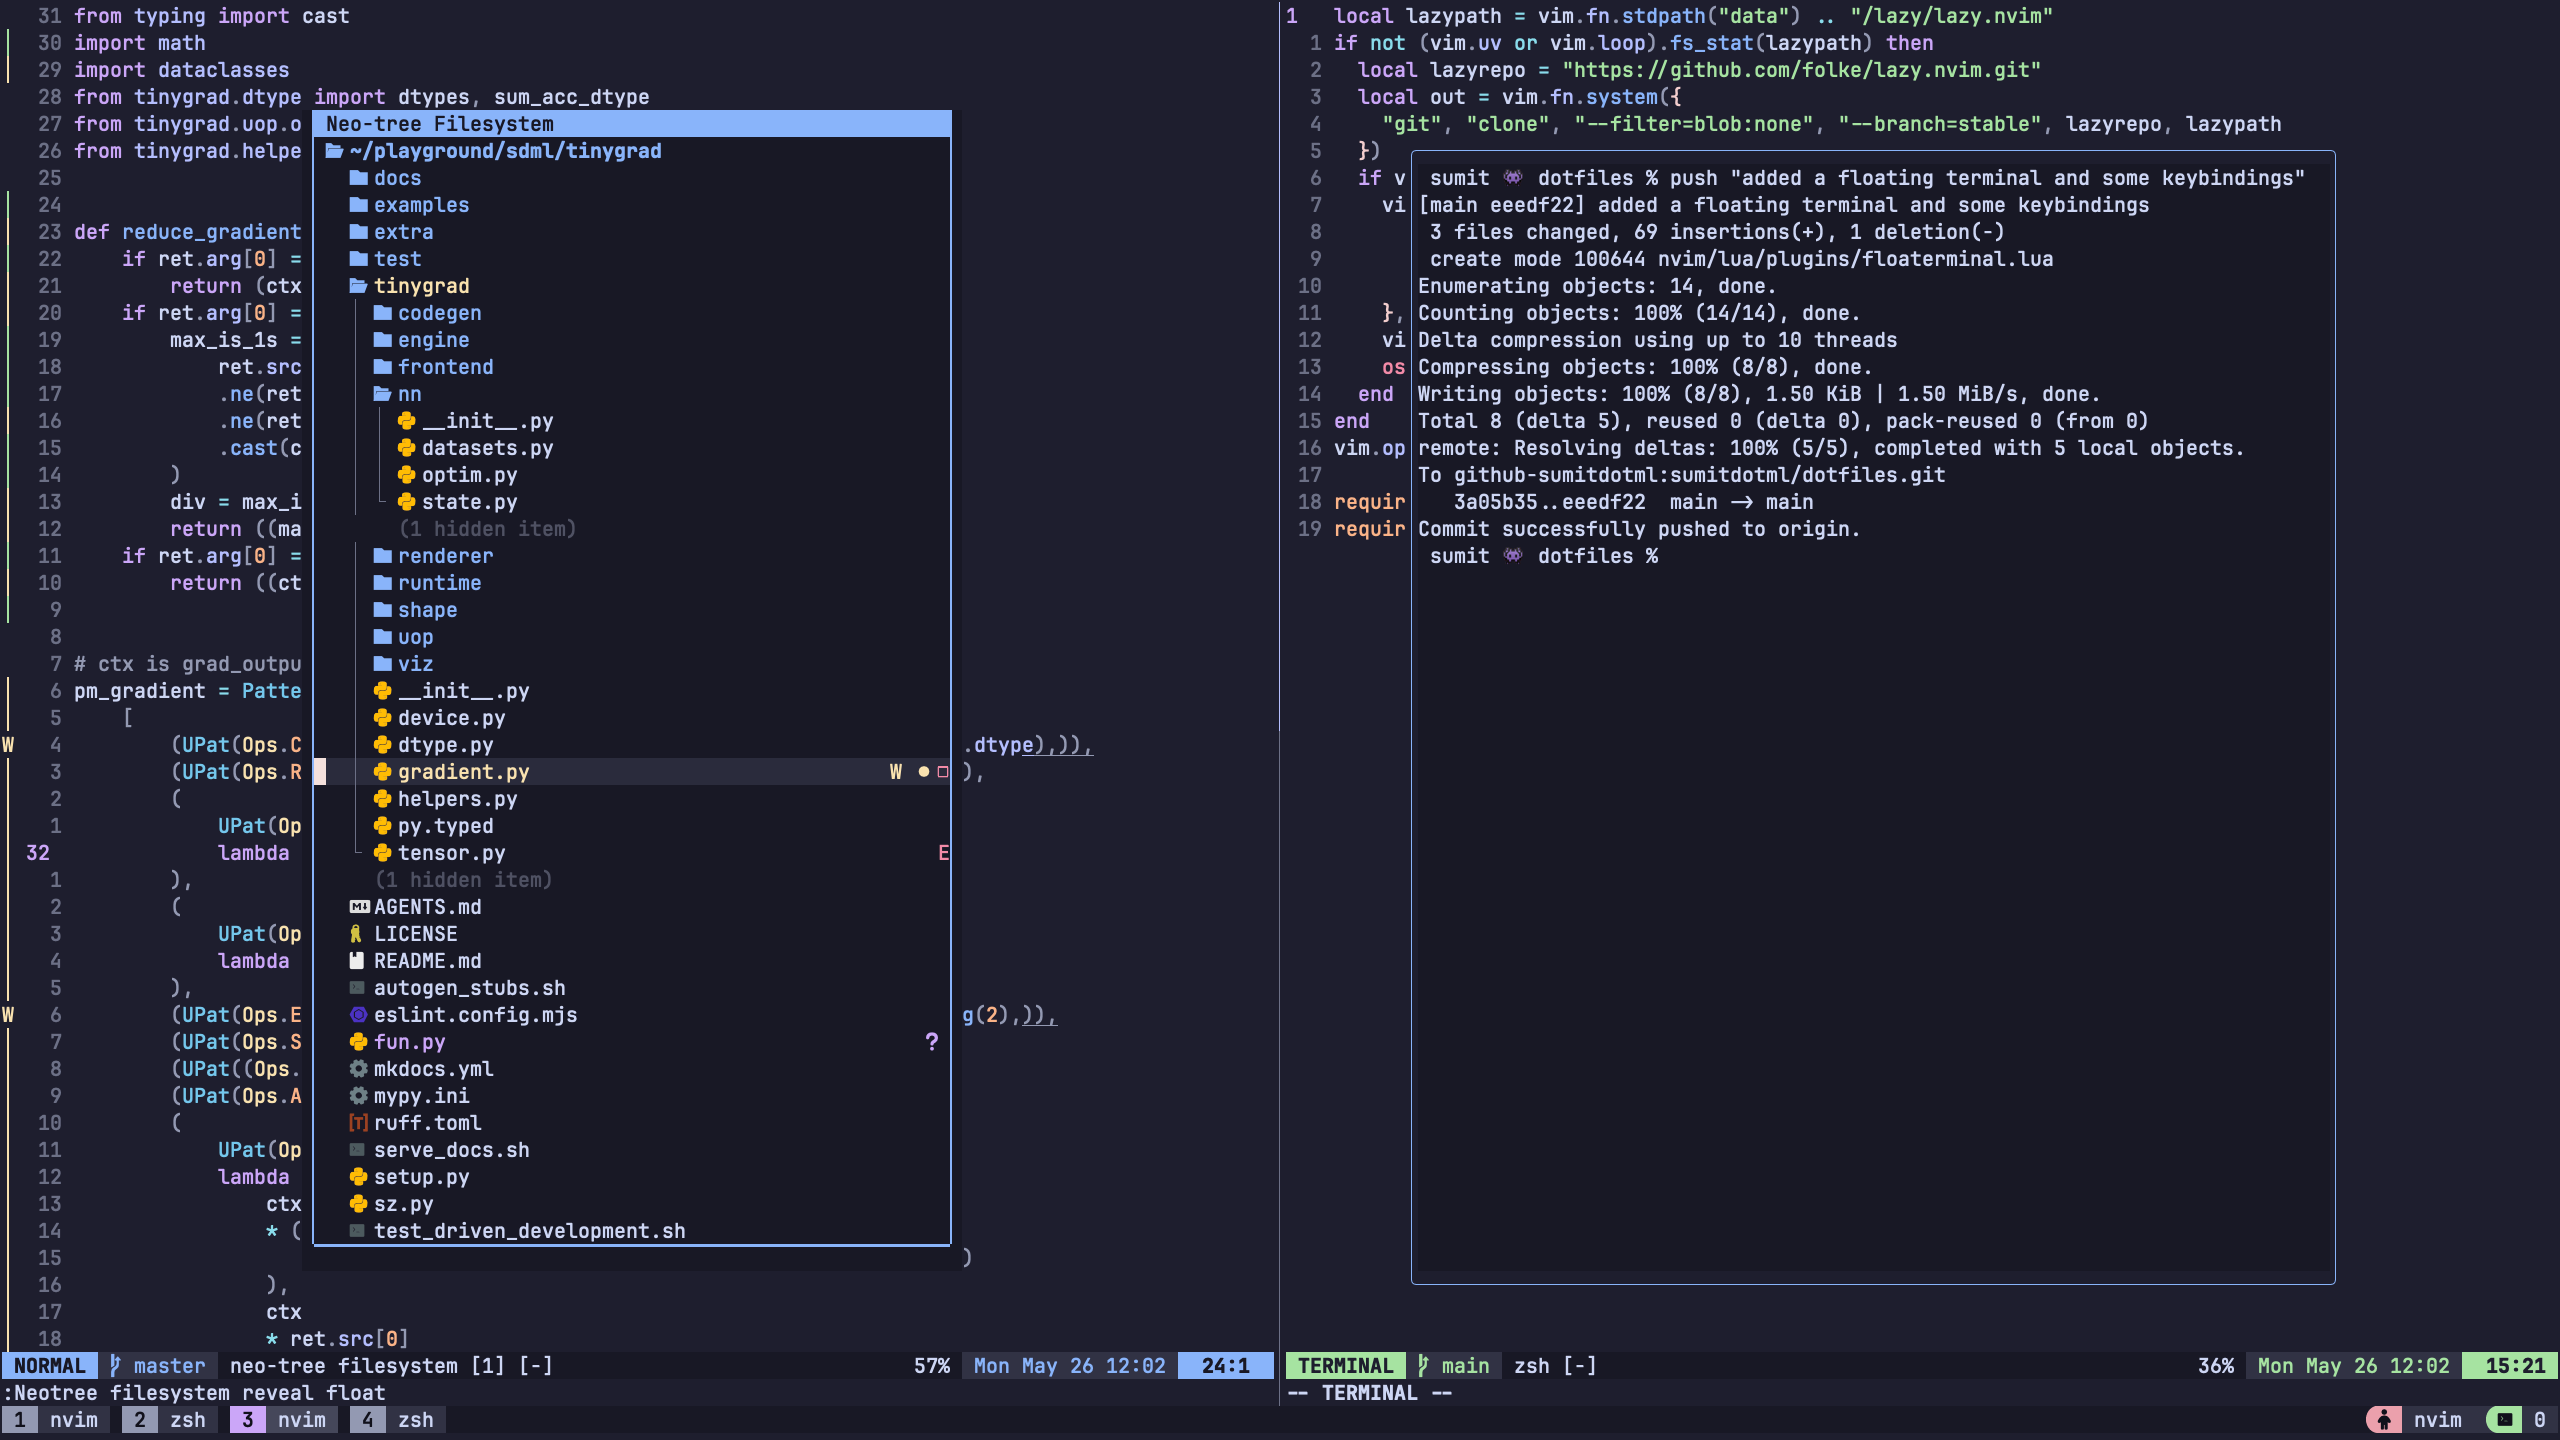 31 from typing import cast
30 import math
29 import dataclasses
28 from tinygrad.dtype import dtypes, sum_acc_dtype
27 from tinygrad.uop.o
26 from tinygrad.helpe
25
24
23 def reduce_gradient
22     if ret.arg[0] =
21         return (ctx
20     if ret.arg[0] =
19         max_is_1s =
18             ret.src
17             .ne(ret
16             .ne(ret
15             .cast(c
14         )
13         div = max_i
12         return ((ma
11     if ret.arg[0] =
10         return ((ct
9
8
7 # ctx is grad_outpu
6 pm_gradient = Patte
5     [
W 4         (UPat(Ops.C .dtype),)),
3         (UPat(Ops.R ),
2         (
1             UPat(Op
32             lambda
1         ),
2         (
3             UPat(Op
4             lambda
5         ),
W 6         (UPat(Ops.E g(2),)),
7         (UPat(Ops.S
8         (UPat((Ops.
9         (UPat(Ops.A
10         (
11             UPat(Op
12             lambda
13                 ctx
14                 * (
15 )
16                 ),
17                 ctx
18                 * ret.src[0]
Neo-tree Filesystem
~/playground/sdml/tinygrad
docs
examples
extra
test
tinygrad
codegen
engine
frontend
nn
__init__.py
datasets.py
optim.py
state.py
(1 hidden item)
renderer
runtime
shape
uop
viz
__init__.py
device.py
dtype.py
gradient.py W
helpers.py
py.typed
tensor.py E
(1 hidden item)
AGENTS.md
LICENSE
README.md
autogen_stubs.sh
eslint.config.mjs
fun.py ?
mkdocs.yml
mypy.ini
ruff.toml
serve_docs.sh
setup.py
sz.py
test_driven_development.sh
NORMAL master neo-tree filesystem [1] [-] 57% Mon May 26 12:02 24:1
:Neotree filesystem reveal float
1 local lazypath = vim.fn.stdpath("data") .. "/lazy/lazy.nvim"
1 if not (vim.uv or vim.loop).fs_stat(lazypath) then
2   local lazyrepo = "https://github.com/folke/lazy.nvim.git"
3   local out = vim.fn.system({
4     "git", "clone", "--filter=blob:none", "--branch=stable", lazyrepo, lazypath
5   })
6   if v
7     vi
8
9
10
11     },
12     vi
13     os
14   end
15 end
16 vim.op
17
18 requir
19 requir
sumit 👾 dotfiles % push "added a floating terminal and some keybindings"
[main eeedf22] added a floating terminal and some keybindings
3 files changed, 69 insertions(+), 1 deletion(-)
create mode 100644 nvim/lua/plugins/floaterminal.lua
Enumerating objects: 14, done.
Counting objects: 100% (14/14), done.
Delta compression using up to 10 threads
Compressing objects: 100% (8/8), done.
Writing objects: 100% (8/8), 1.50 KiB | 1.50 MiB/s, done.
Total 8 (delta 5), reused 0 (delta 0), pack-reused 0 (from 0)
remote: Resolving deltas: 100% (5/5), completed with 5 local objects.
To github-sumitdotml:sumitdotml/dotfiles.git
3a05b35..eeedf22  main -> main
Commit successfully pushed to origin.
sumit 👾 dotfiles %
TERMINAL main zsh [-] 36% Mon May 26 12:02 15:21
-- TERMINAL --
1 nvim 2 zsh 3 nvim 4 zsh nvim 0